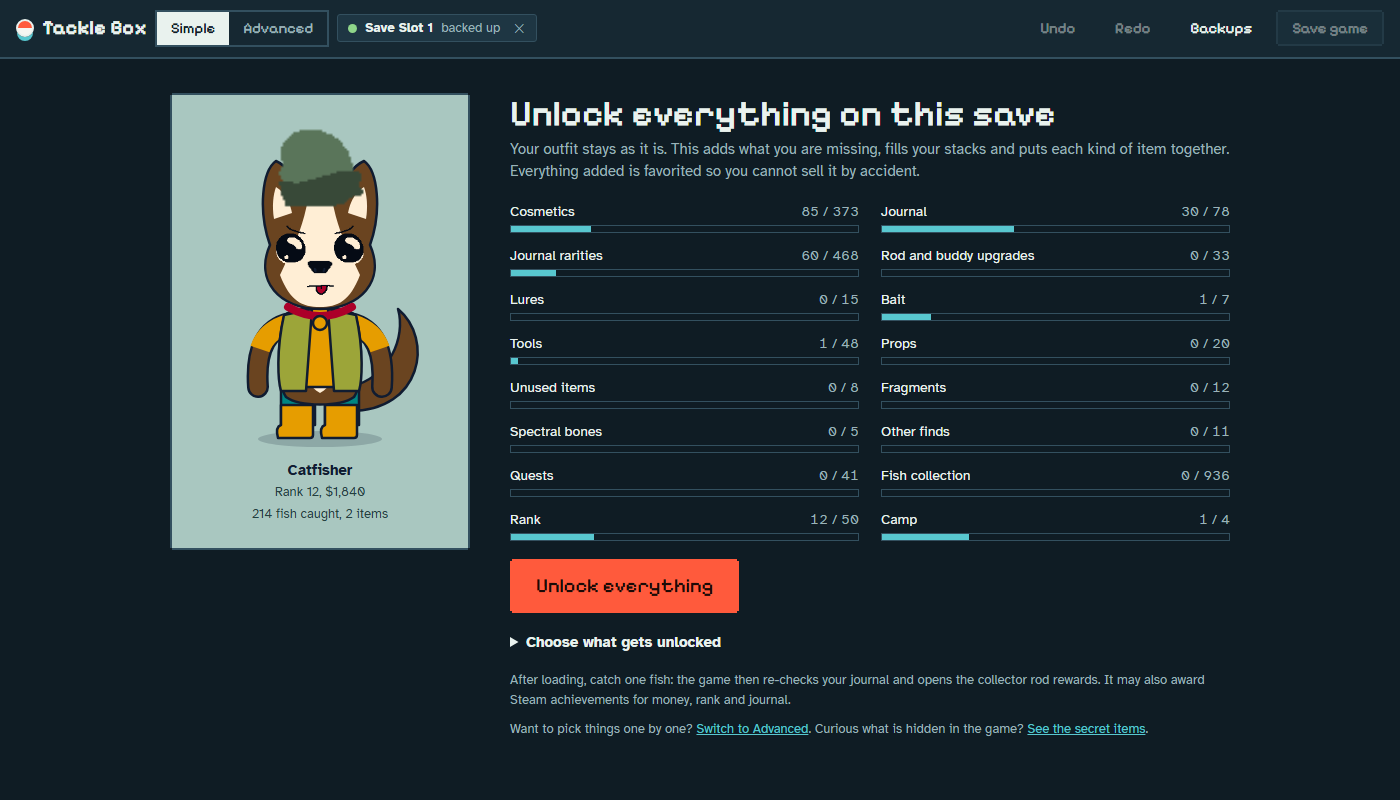 Tackle Box
Simple
Advanced
Save Slot 1 backed up
Undo
Redo
Backups
Save game
Catfisher
Rank 12, $1,840
214 fish caught, 2 items
Unlock everything on this save
Your outfit stays as it is. This adds what you are missing, fills your stacks and puts each kind of item together.
Everything added is favorited so you cannot sell it by accident.
Cosmetics 85 / 373
Journal 30 / 78
Journal rarities 60 / 468
Rod and buddy upgrades 0 / 33
Lures 0 / 15
Bait 1 / 7
Tools 1 / 48
Props 0 / 20
Unused items 0 / 8
Fragments 0 / 12
Spectral bones 0 / 5
Other finds 0 / 11
Quests 0 / 41
Fish collection 0 / 936
Rank 12 / 50
Camp 1 / 4
Unlock everything
Choose what gets unlocked
After loading, catch one fish: the game then re-checks your journal and opens the collector rod rewards. It may also award
Steam achievements for money, rank and journal.
Want to pick things one by one? Switch to Advanced. Curious what is hidden in the game? See the secret items.